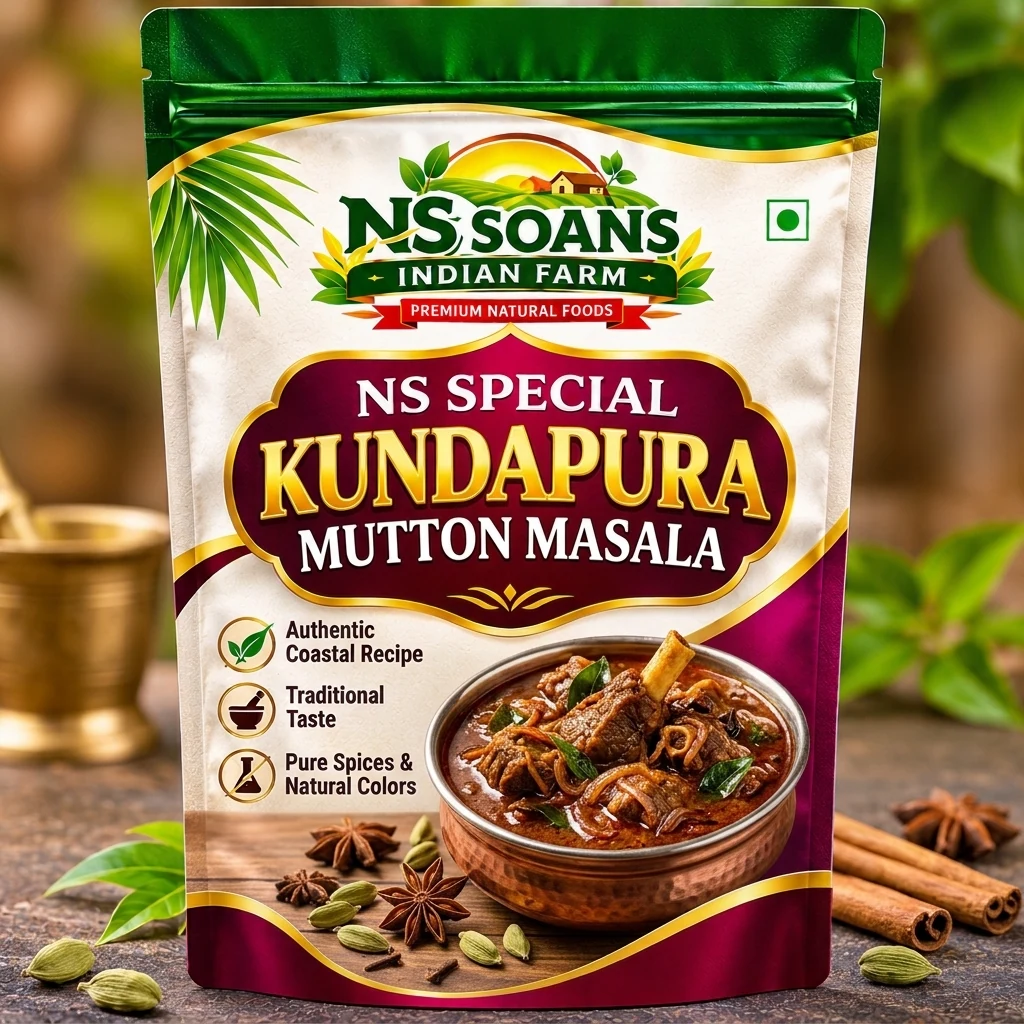 NS SOANS
INDIAN FARM
PREMIUM NATURAL FOODS
NS SPECIAL
KUNDAPURA
MUTTON MASALA
Authentic
Coastal Recipe
Traditional
Taste
Pure Spices &
Natural Colors